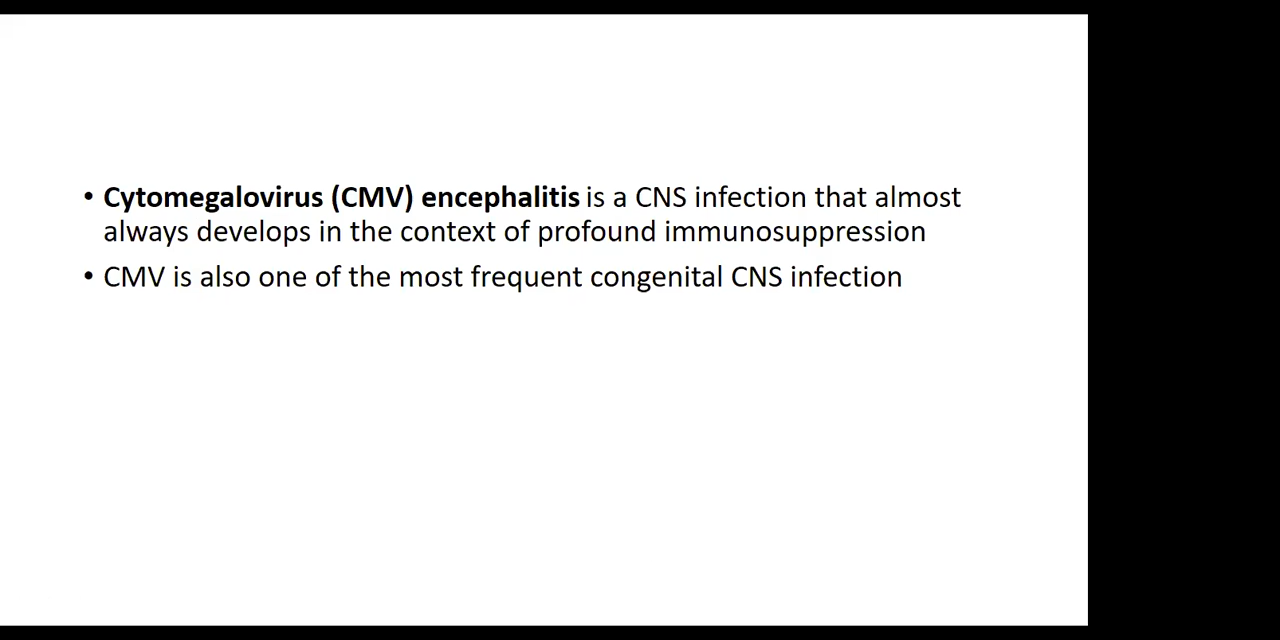 • Cytomegalovirus (CMV) encephalitis is a CNS infection that almost
always develops in the context of profound immunosuppression
• CMV is also one of the most frequent congenital CNS infection